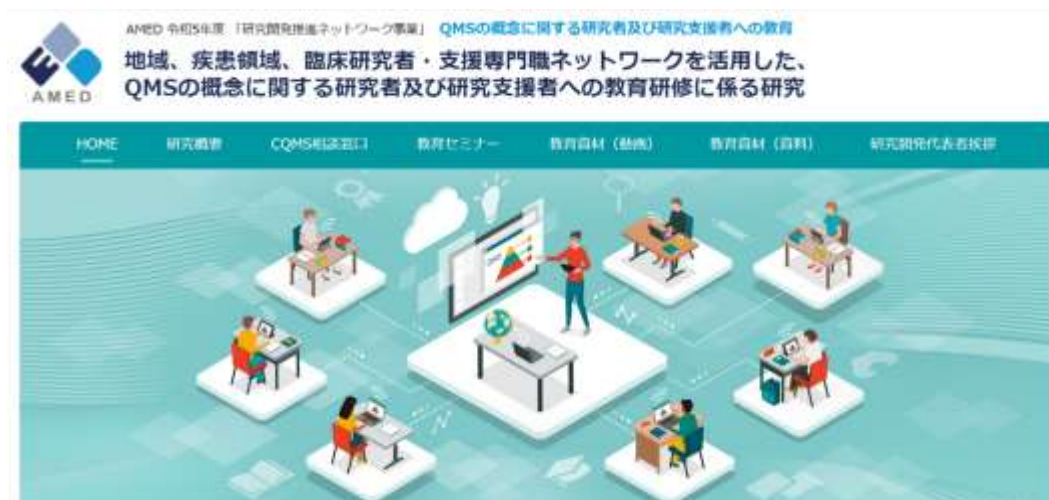 AMED 令和5年度 「研究開発推進ネットワーク事業」 QMSの概念に関する研究者及び研究支援者への教育
地域、疾患領域、臨床研究者・支援専門職ネットワークを活用した、
QMSの概念に関する研究者及び研究支援者への教育研修に係る研究
AMED
HOME 研究概要 CQMS相談窓口 教育セミナー 教育資材（動画） 教育資材（資料） 研究開発代表者挨拶